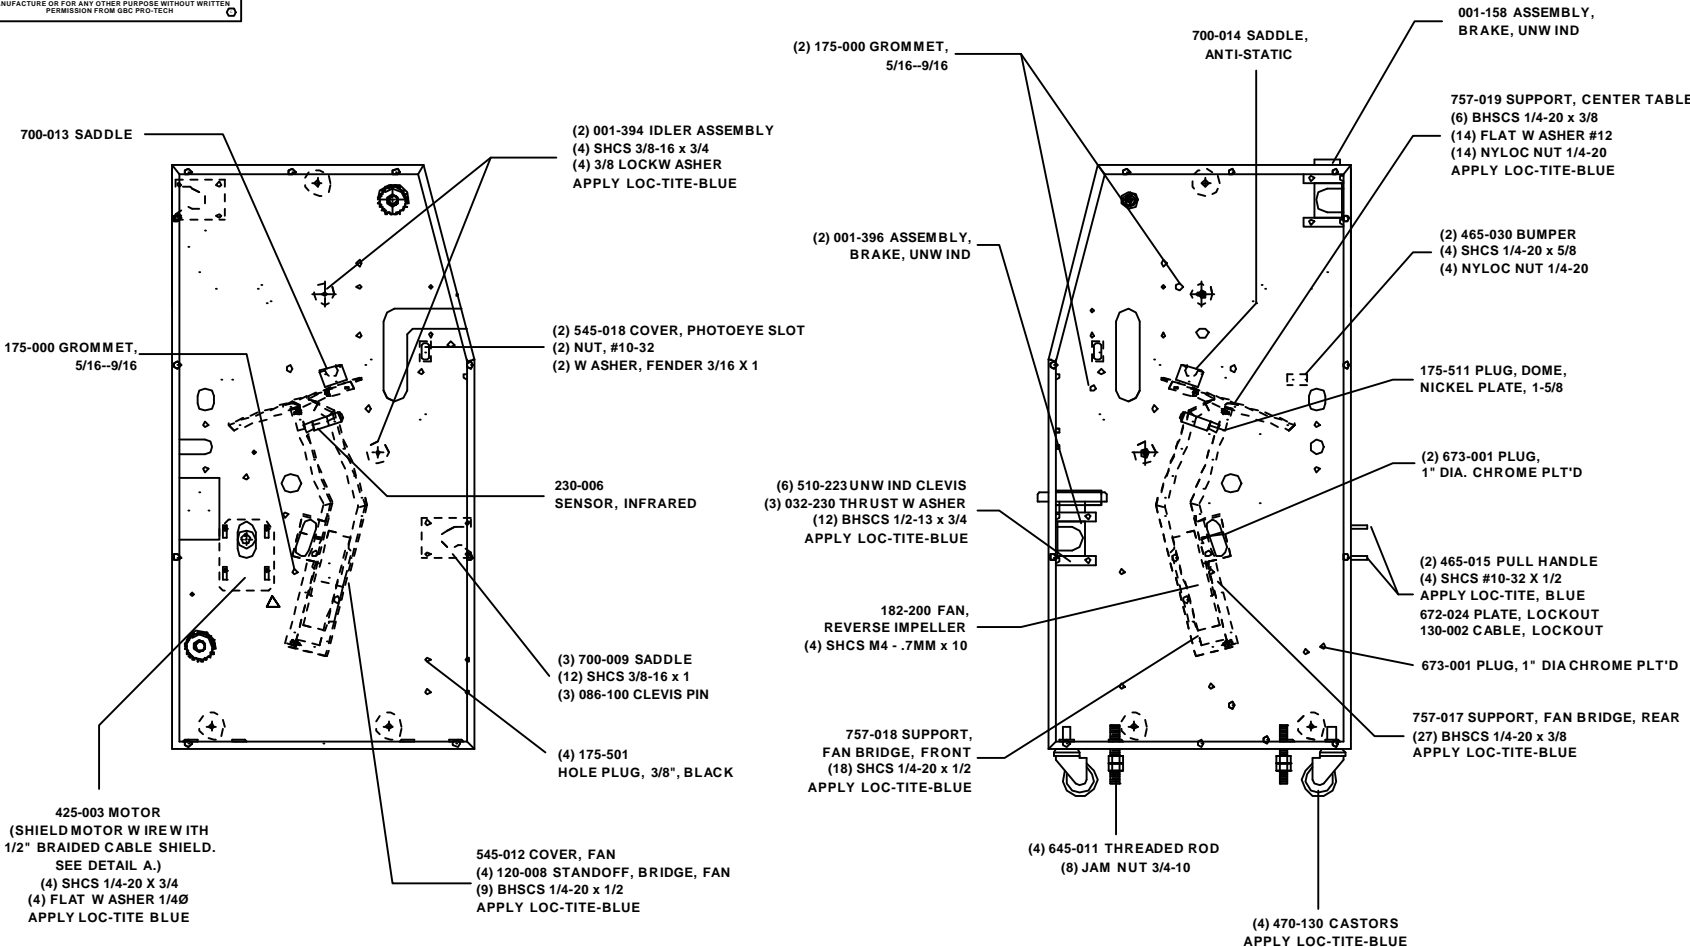 MANUFACTURE OR FOR ANY OTHER PURPOSE WITHOUT WRITTEN
PERMISSION FROM GBC PRO-TECH
700-013 SADDLE
(2) 001-394 IDLER ASSEMBLY
(4) SHCS 3/8-16 x 3/4
(4) 3/8 LOCKWASHER
APPLY LOC-TITE-BLUE
175-000 GROMMET,
5/16--9/16
(2) 545-018 COVER, PHOTOEYE SLOT
(2) NUT, #10-32
(2) WASHER, FENDER 3/16 X 1
230-006
SENSOR, INFRARED
(3) 700-009 SADDLE
(12) SHCS 3/8-16 x 1
(3) 086-100 CLEVIS PIN
(4) 175-501
HOLE PLUG, 3/8", BLACK
425-003 MOTOR
(SHIELD MOTOR WIRE WITH
1/2" BRAIDED CABLE SHIELD.
SEE DETAIL A.)
(4) SHCS 1/4-20 X 3/4
(4) FLAT WASHER 1/4Ø
APPLY LOC-TITE BLUE
545-012 COVER, FAN
(4) 120-008 STANDOFF, BRIDGE, FAN
(9) BHSCS 1/4-20 x 1/2
APPLY LOC-TITE-BLUE
(2) 175-000 GROMMET,
5/16--9/16
700-014 SADDLE,
ANTI-STATIC
001-158 ASSEMBLY,
BRAKE, UNWIND
757-019 SUPPORT, CENTER TABLE
(6) BHSCS 1/4-20 x 3/8
(14) FLAT WASHER #12
(14) NYLOC NUT 1/4-20
APPLY LOC-TITE-BLUE
(2) 001-396 ASSEMBLY,
BRAKE, UNWIND
(2) 465-030 BUMPER
(4) SHCS 1/4-20 x 5/8
(4) NYLOC NUT 1/4-20
175-511 PLUG, DOME,
NICKEL PLATE, 1-5/8
(2) 673-001 PLUG,
1" DIA. CHROME PLT'D
(6) 510-223 UNWIND CLEVIS
(3) 032-230 THRUST WASHER
(12) BHSCS 1/2-13 x 3/4
APPLY LOC-TITE-BLUE
(2) 465-015 PULL HANDLE
(4) SHCS #10-32 X 1/2
APPLY LOC-TITE, BLUE
672-024 PLATE, LOCKOUT
130-002 CABLE, LOCKOUT
182-200 FAN,
REVERSE IMPELLER
(4) SHCS M4 - .7MM x 10
673-001 PLUG, 1" DIA CHROME PLT'D
757-018 SUPPORT,
FAN BRIDGE, FRONT
(18) SHCS 1/4-20 x 1/2
APPLY LOC-TITE-BLUE
757-017 SUPPORT, FAN BRIDGE, REAR
(27) BHSCS 1/4-20 x 3/8
APPLY LOC-TITE-BLUE
(4) 645-011 THREADED ROD
(8) JAM NUT 3/4-10
(4) 470-130 CASTORS
APPLY LOC-TITE-BLUE